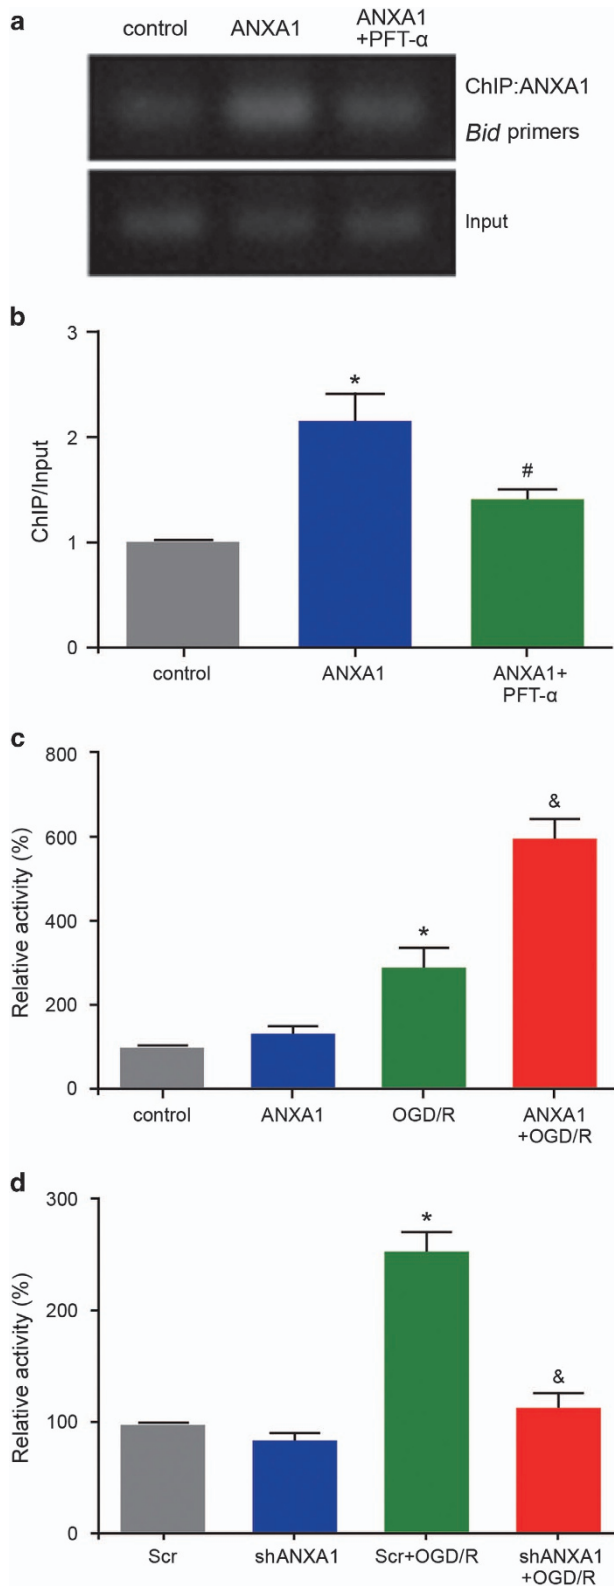 a
control ANXA1 ANXA1
+PFT-α
ChIP:ANXA1
Bid primers
Input
b
ChIP/Input
3
2
1
0
*
#
control ANXA1 ANXA1+
PFT-α
c
Relative activity (%)
800
600
400
200
0
*
&
control ANXA1 OGD/R ANXA1
+OGD/R
d
Relative activity (%)
300
200
100
0
*
&
Scr shANXA1 Scr+OGD/R shANXA1
+OGD/R